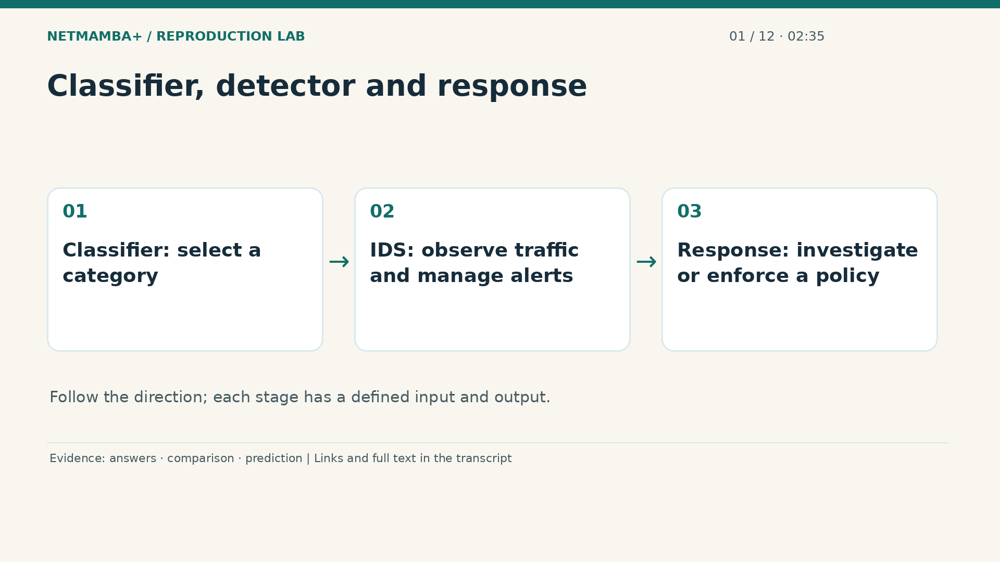 NETMAMBA+ / REPRODUCTION LAB
01 / 12 · 02:35
Classifier, detector and response
01
Classifier: select a
category
→
02
IDS: observe traffic
and manage alerts
→
03
Response: investigate
or enforce a policy
Follow the direction; each stage has a defined input and output.
Evidence: answers · comparison · prediction | Links and full text in the transcript